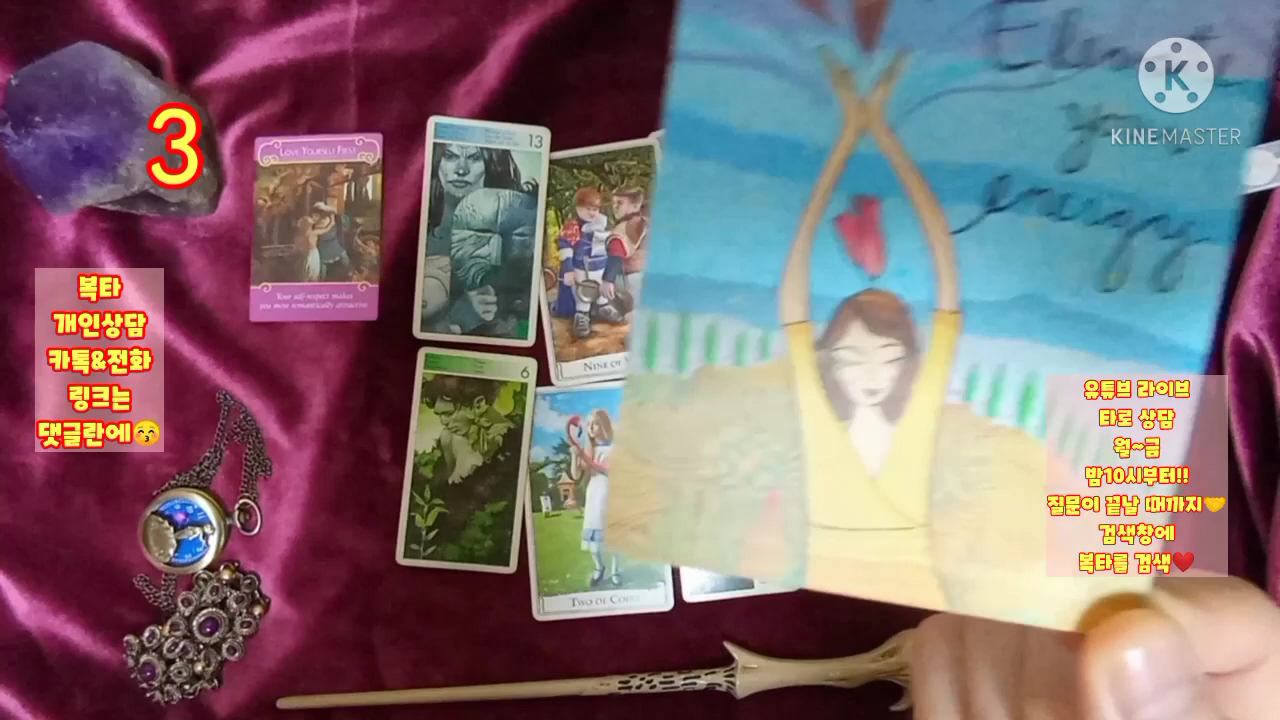 3
복타
개인상담
카톡&전화
링크는
댓글란에😚
LOVE YOURSELF FIRST
Your self-respect makes
you more romantically attractive
13
NINE OF
6
TWO OF
Elevate
your
energy
KINEMASTER
유튜브 라이브
타로 상담
월~금
밤10시부터!!
질문이 끝날 때까지🤝
검색창에
복타를 검색❤️